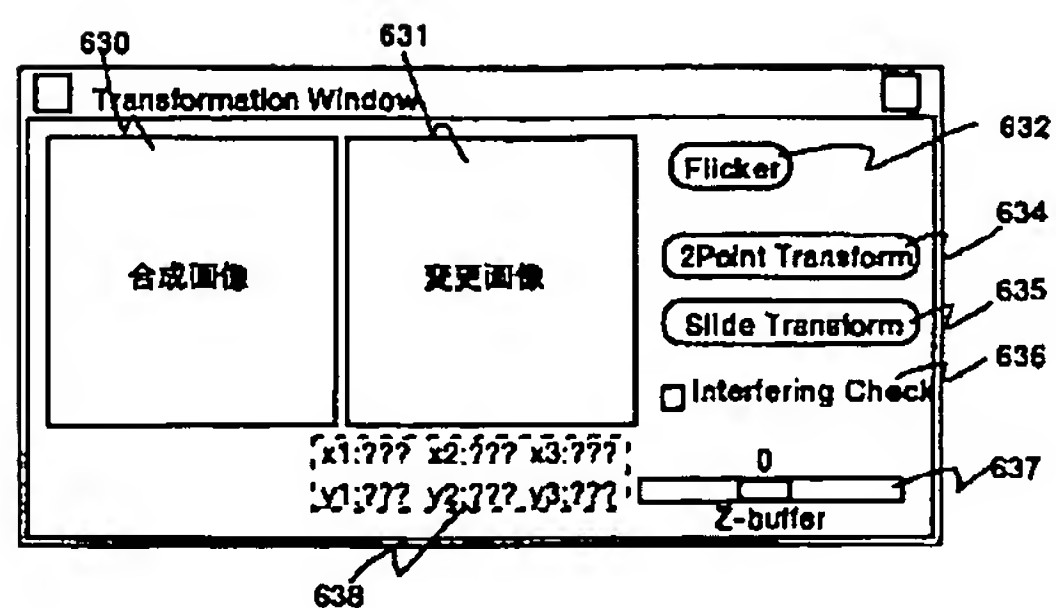 630
631
Transformation Window
632
Flicker
634
2Point Transform
合成画像
変更画像
635
Slide Transform
636
Interfering Check
x1:??? x2:??? x3:???
y1:??? y2:??? y3:???
0
637
Z-buffer
638